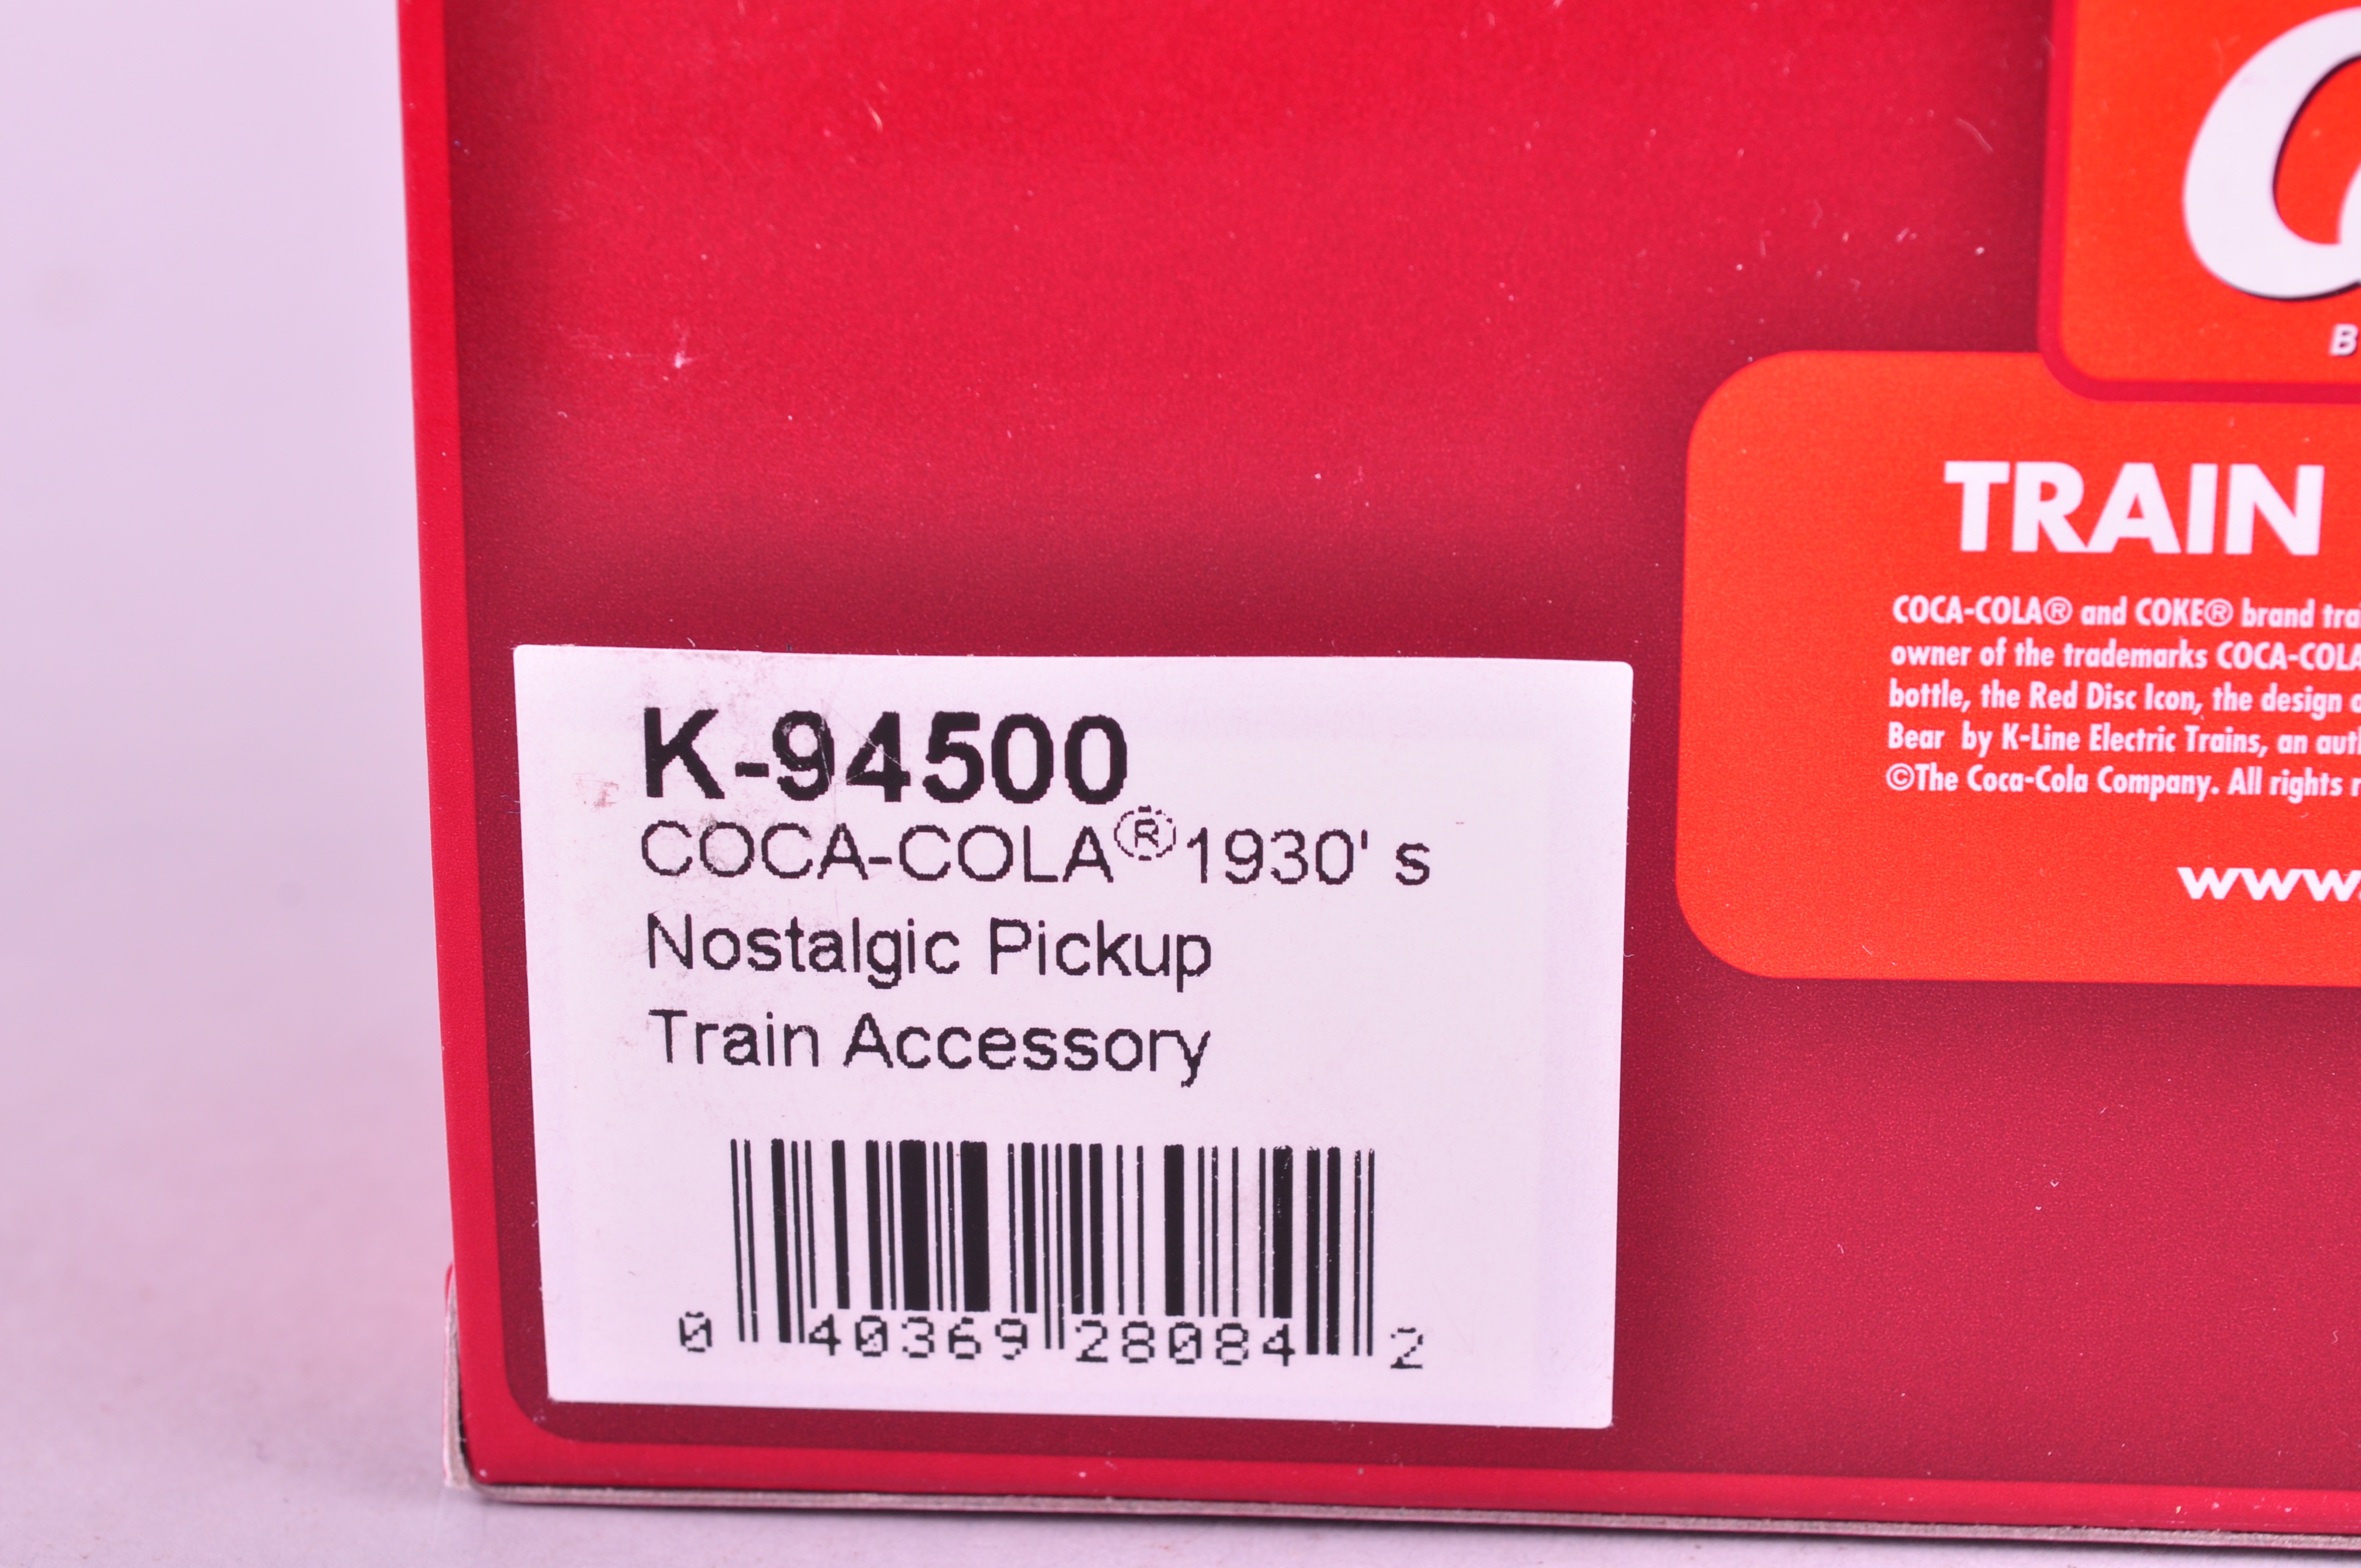 TRAIN
COCA-COLA® and COKE® brand
owner of the trademarks COCA-COLA
bottle, the Red Disc Icon, the design
Bear by K-Line Electric Trains, an
©The Coca-Cola Company. All rights
www.
K-94500
COCA-COLA®1930's
Nostalgic Pickup
Train Accessory
0 40369 28084 2